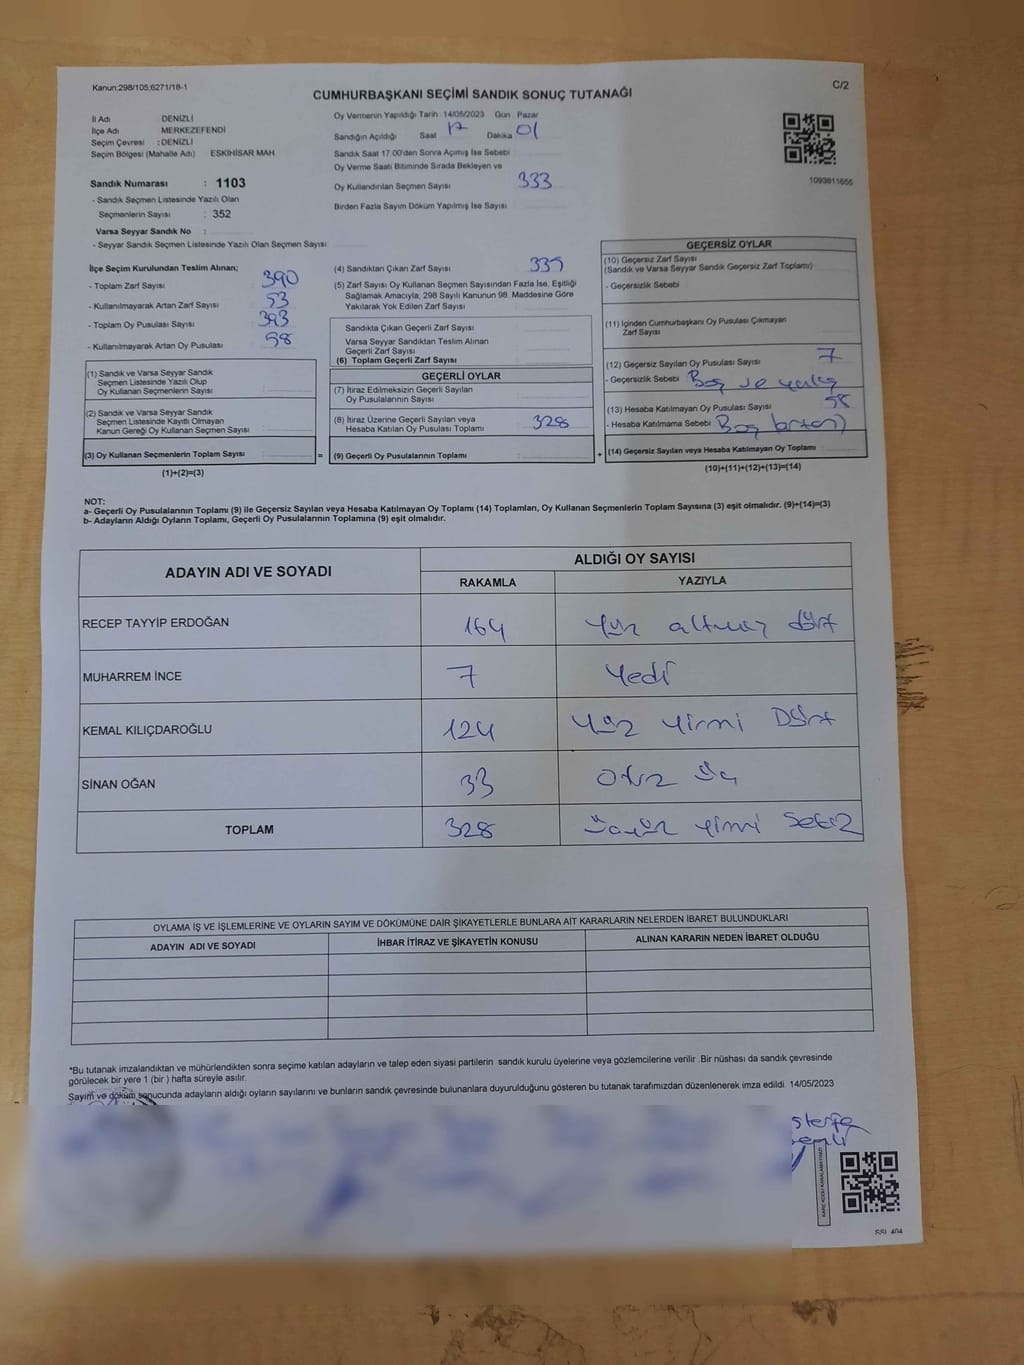 Kanun:298/105;6271/18-1
C/2
CUMHURBAŞKANI SEÇİMİ SANDIK SONUÇ TUTANAĞI
İl Adı DENİZLİ
İlçe Adı : MERKEZEFENDİ
Seçim Çevresi : DENİZLİ
Seçim Bölgesi (Mahalle Adı) ESKİHİSAR MAH.
Sandık Numarası : 1103
- Sandık Seçmen Listesinde Yazılı Olan
Seçmenlerin Sayısı : 352
Varsa Seyyar Sandık No :
- Seyyar Sandık Seçmen Listesinde Yazılı Olan Seçmen Sayısı
Oy Vermenin Yapıldığı Tarih 14/05/2023 Gün : Pazar
Sandığın Açıldığı Saat 17 Dakika 01
Sandık Saat 17.00'den Sonra Açımış İse Sebebi
Oy Verme Saati Bitiminde Sırada Bekleyen ve
Oy Kullandırılan Seçmen Sayısı 333
Birden Fazla Sayım Döküm Yapılmış İse Sayısı
1093611656
İlçe Seçim Kurulundan Teslim Alınan;
- Toplam Zarf Sayısı 390
- Kullanılmayarak Artan Zarf Sayısı 53
- Toplam Oy Pusulası Sayısı 393
- Kullanılmayarak Artan Oy Pusulası 58
(1) Sandık ve Varsa Seyyar Sandık
Seçmen Listesinde Yazılı Olup
Oy Kullanan Seçmenlerin Sayısı
(2) Sandık ve Varsa Seyyar Sandık
Seçmen Listesinde Kayıtlı Olmayan
Kanun Gereği Oy Kullanan Seçmen Sayısı
(3) Oy Kullanan Seçmenlerin Toplam Sayısı =
(1)+(2)=(3)
(4) Sandıktan Çıkan Zarf Sayısı 335
(5) Zarf Sayısı Oy Kullanan Seçmen Sayısından Fazla İse, Eşitliği
Sağlamak Amacıyla, 298 Sayılı Kanunun 98. Maddesine Göre
Yakılarak Yok Edilen Zarf Sayısı
Sandıkta Çıkan Geçerli Zarf Sayısı
Varsa Seyyar Sandıktan Teslim Alınan
Geçerli Zarf Sayısı
(6) Toplam Geçerli Zarf Sayısı
GEÇERLİ OYLAR
(7) İtiraz Edilmeksizin Geçerli Sayılan
Oy Pusulalarının Sayısı
(8) İtiraz Üzerine Geçerli Sayılan veya
Hesaba Katılan Oy Pusulası Toplamı 328
(9) Geçerli Oy Pusulalarının Toplamı +
GEÇERSİZ OYLAR
(10) Geçersiz Zarf Sayısı
(Sandık ve Varsa Seyyar Sandık Geçersiz Zarf Toplamı)
- Geçersizlik Sebebi
(11) İçinden Cumhurbaşkanı Oy Pusulası Çıkmayan
Zarf Sayısı
(12) Geçersiz Sayılan Oy Pusulası Sayısı 7
- Geçersizlik Sebebi Boş ve
(13) Hesaba Katılmayan Oy Pusulası Sayısı 58
- Hesaba Katılmama Sebebi Boş
(14) Geçersiz Sayılan veya Hesaba Katılmayan Oy Toplamı
(10)+(11)+(12)+(13)=(14)
NOT:
a- Geçerli Oy Pusulalarının Toplamı (9) ile Geçersiz Sayılan veya Hesaba Katılmayan Oy Toplamı (14) Toplamları, Oy Kullanan Seçmenlerin Toplam Sayısına (3) eşit olmalıdır. (9)+(14)=(3)
b- Adayların Aldığı Oyların Toplamı, Geçerli Oy Pusulalarının Toplamına (9) eşit olmalıdır.
ADAYIN ADI VE SOYADI
ALDIĞI OY SAYISI
RAKAMLA YAZIYLA
RECEP TAYYİP ERDOĞAN 164 Yüz altmış dört
MUHARREM İNCE 7 Yedi
KEMAL KILIÇDAROĞLU 124 Yüz yirmi Dört
SİNAN OĞAN 33 Otuz üç
TOPLAM 328 üçyüz yirmi sekiz
OYLAMA İŞ VE İŞLEMLERİNE VE OYLARIN SAYIM VE DÖKÜMÜNE DAİR ŞİKAYETLERLE BUNLARA AİT KARARLARIN NELERDEN İBARET BULUNDUKLARI
ADAYIN ADI VE SOYADI İHBAR İTİRAZ VE ŞİKAYETİN KONUSU ALINAN KARARIN NEDEN İBARET OLDUĞU
*Bu tutanak imzalandıktan ve mühürlendikten sonra seçime katılan adayların ve talep eden siyasi partilerin sandık kurulu üyelerine veya gözlemcilerine verilir .Bir nüshası da sandık çevresinde
görülecek bir yere 1 (bir ) hafta süreyle asılır.
Sayım ve döküm sonucunda adayların aldığı oyların sayılarını ve bunların sandık çevresinde bulunanlara duyurulduğunu gösteren bu tutanak tarafımızdan düzenlenerek imza edildi. 14/05/2023